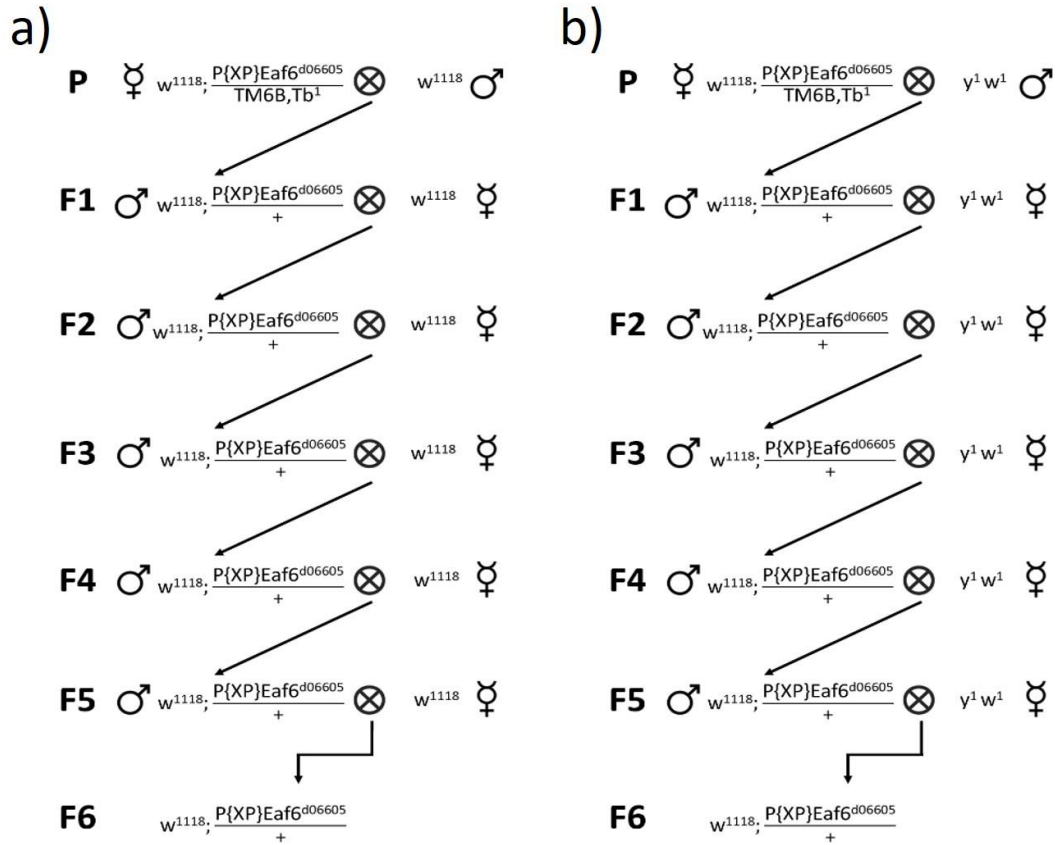 a)
P ☿ w1118; P{XP}Eaf6d06605 ⊗ w1118 ♂
TM6B,Tb1
F1 ♂ w1118; P{XP}Eaf6d06605 ⊗ w1118 ☿
+
F2 ♂ w1118; P{XP}Eaf6d06605 ⊗ w1118 ☿
+
F3 ♂ w1118; P{XP}Eaf6d06605 ⊗ w1118 ☿
+
F4 ♂ w1118; P{XP}Eaf6d06605 ⊗ w1118 ☿
+
F5 ♂ w1118; P{XP}Eaf6d06605 ⊗ w1118 ☿
+
F6 w1118; P{XP}Eaf6d06605
+
b)
P ☿ w1118; P{XP}Eaf6d06605 ⊗ y1 w1 ♂
TM6B,Tb1
F1 ♂ w1118; P{XP}Eaf6d06605 ⊗ y1 w1 ☿
+
F2 ♂ w1118; P{XP}Eaf6d06605 ⊗ y1 w1 ☿
+
F3 ♂ w1118; P{XP}Eaf6d06605 ⊗ y1 w1 ☿
+
F4 ♂ w1118; P{XP}Eaf6d06605 ⊗ y1 w1 ☿
+
F5 ♂ w1118; P{XP}Eaf6d06605 ⊗ y1 w1 ☿
+
F6 w1118; P{XP}Eaf6d06605
+